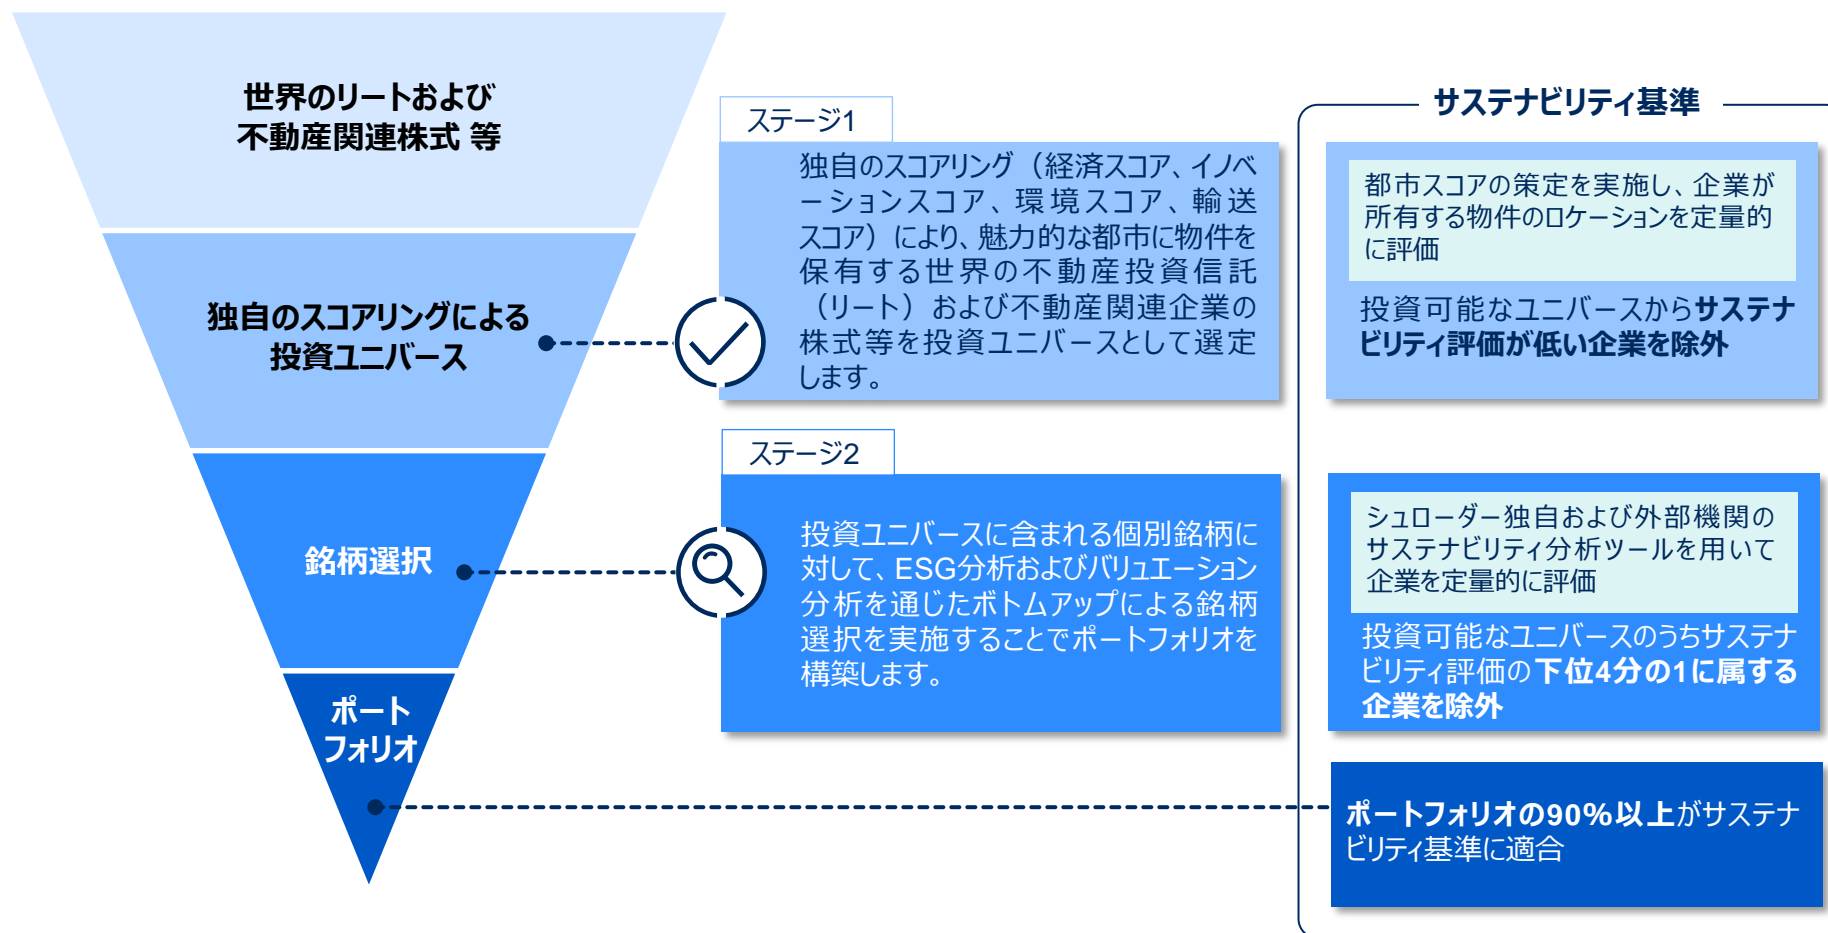 世界のリートおよび
不動産関連株式 等
独自のスコアリングによる
投資ユニバース
銘柄選択
ポート
フォリオ
ステージ1
独自のスコアリング（経済スコア、イノベ
ーションスコア、環境スコア、輸送
スコア）により、魅力的な都市に物件を
保有する世界の不動産投資信託
（リート）および不動産関連企業の
株式等を投資ユニバースとして選定
します。
ステージ2
投資ユニバースに含まれる個別銘柄に
対して、ESG分析およびバリュエーション
分析を通じたボトムアップによる銘柄
選択を実施することでポートフォリオを
構築します。
サステナビリティ基準
都市スコアの策定を実施し、企業が
所有する物件のロケーションを定量的
に評価
投資可能なユニバースからサステナ
ビリティ評価が低い企業を除外
シュローダー独自および外部機関の
サステナビリティ分析ツールを用いて
企業を定量的に評価
投資可能なユニバースのうちサステナ
ビリティ評価の下位4分の1に属する
企業を除外
ポートフォリオの90%以上がサステナ
ビリティ基準に適合